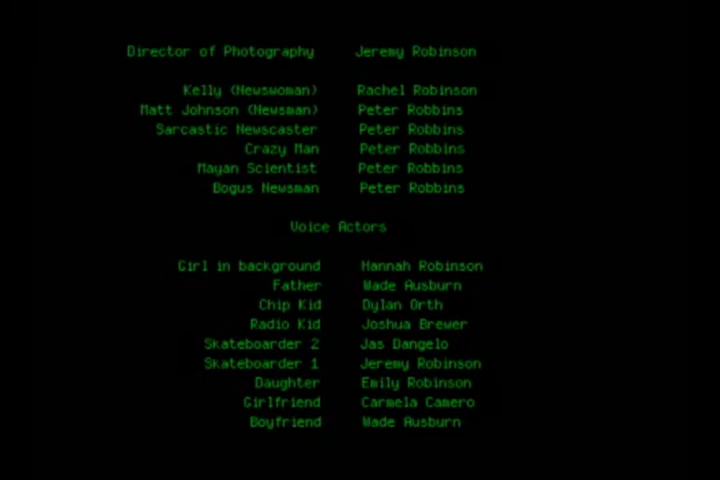 Director of Photography Jeremy Robinson
Kelly (Newswoman) Rachel Robinson
Matt Johnson (Newsman) Peter Robbins
Sarcastic Newscaster Peter Robbins
Crazy Man Peter Robbins
Mayan Scientist Peter Robbins
Bogus Newsman Peter Robbins
Voice Actors
Girl in background Hannah Robinson
Father Wade Ausburn
Chip Kid Dylan Orth
Radio Kid Joshua Brewer
Skateboarder 2 Jas Dangelo
Skateboarder 1 Jeremy Robinson
Daughter Emily Robinson
Girlfriend Carmela Camero
Boyfriend Wade Ausburn